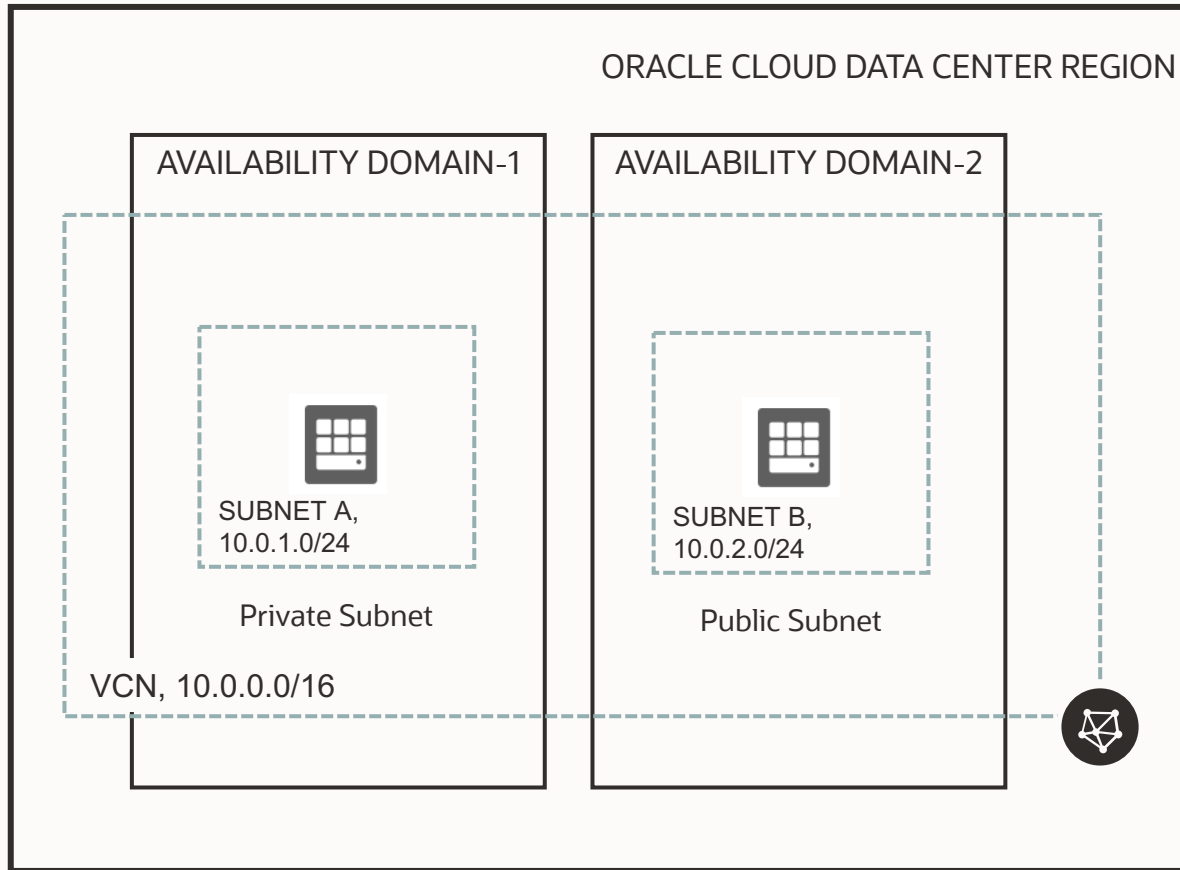 ORACLE CLOUD DATA CENTER REGION
AVAILABILITY DOMAIN-1
AVAILABILITY DOMAIN-2
SUBNET A,
10.0.1.0/24
SUBNET B,
10.0.2.0/24
Private Subnet
Public Subnet
VCN, 10.0.0.0/16